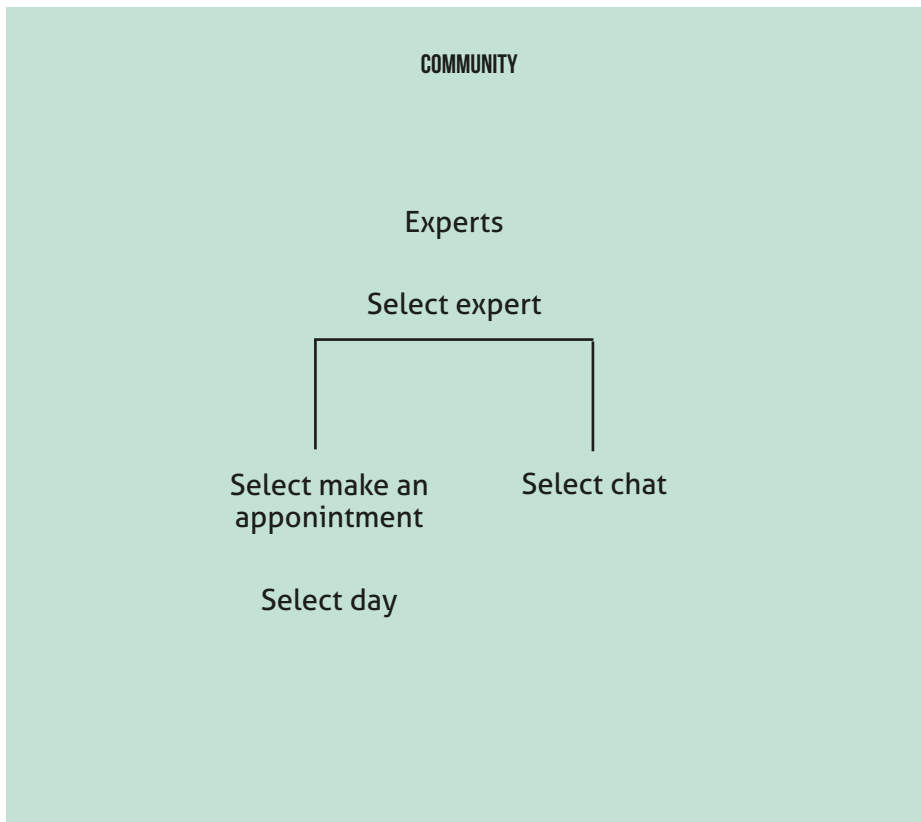 COMMUNITY
Experts
Select expert
Select make an
apponintment
Select chat
Select day